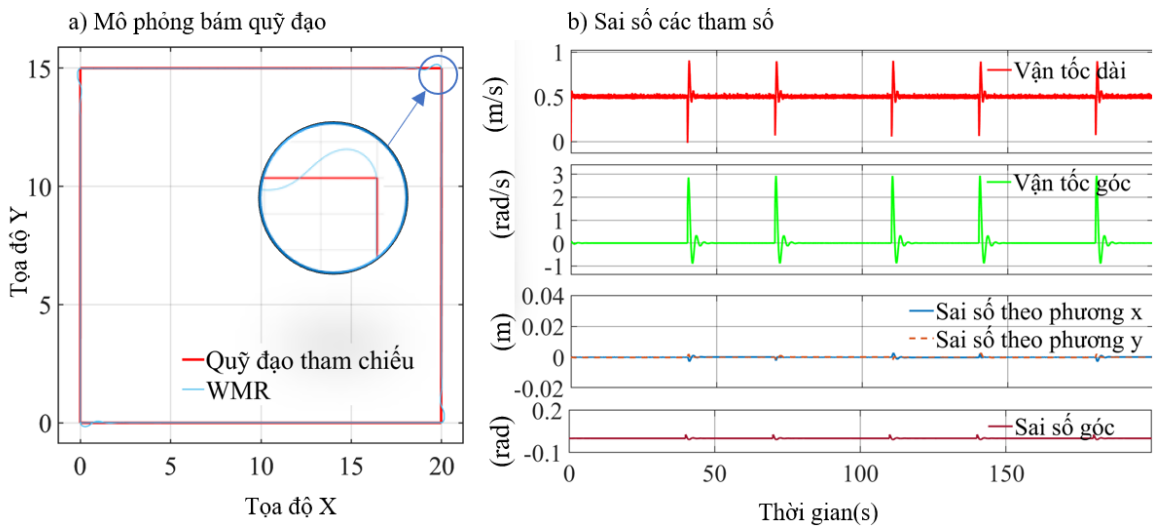 a) Mô phỏng bám quỹ đạo
15
10
5
0
Tọa độ Y
Quỹ đạo tham chiếu
WMR
0
5
10
15
20
Tọa độ X
b) Sai số các tham số
1
0.5
0
(m/s)
Vận tốc dài
3
2
1
0
-1
(rad/s)
Vận tốc góc
0.04
0.02
0
-0.02
(m)
Sai số theo phương x
Sai số theo phương y
0.2
-0.1
(rad)
Sai số góc
0
50
100
150
Thời gian(s)